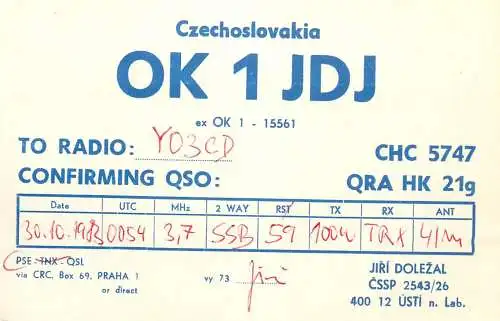 Czechoslovakia
OK 1 JDJ
ex OK 1 - 15561
TO RADIO: YO3CD
CHC 5747
CONFIRMING QSO:
QRA HK 21g
Date UTC MHz 2 WAY RST TX RX ANT
30.10.1983 0054 3,7 SSB 59 100W TRX
PSE TNX QSL
via CRC, Box 69, PRAHA 1
or direct
vy 73 Jiří
JIŘÍ DOLEŽAL
ČSSP 2543/26
400 12 ÚSTÍ n. Lab.